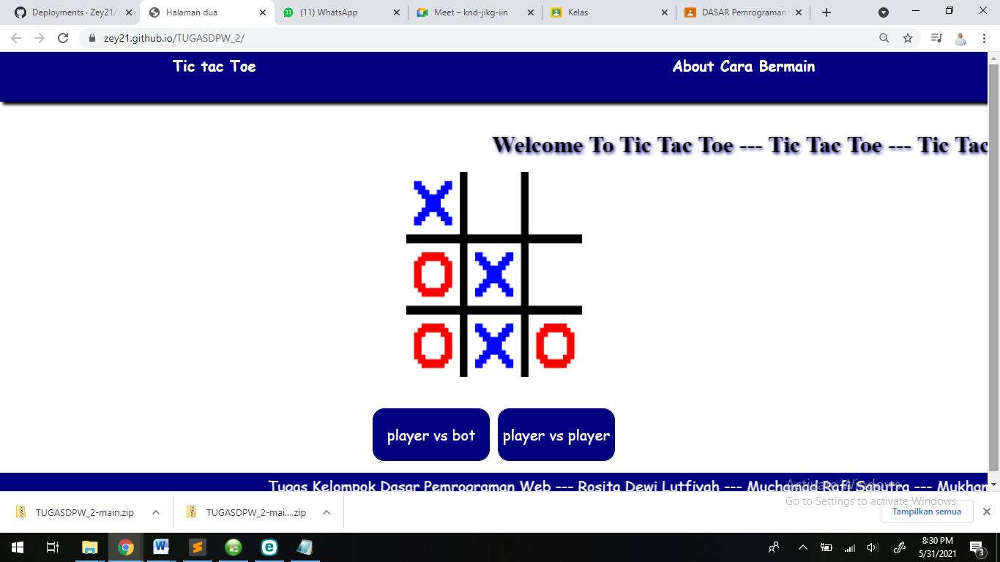 Deployments · Zey21/
Halaman dua
(11) WhatsApp
Meet – knd-jikg-iin
Kelas
DASAR Pemrograman
zey21.github.io/TUGASDPW_2/
Tic tac Toe
About Cara Bermain
Welcome To Tic Tac Toe --- Tic Tac Toe --- Tic Tac
X
O X
O X O
player vs bot
player vs player
Tugas Kelompok Dasar Pemrograman Web --- Rosita Dewi Lutfiyah --- Muchamad Rafi Saputra --- Mukham
Activate Windows
Go to Settings to activate Windows.
TUGASDPW_2-main.zip
TUGASDPW_2-mai....zip
Tampilkan semua
8:30 PM
5/31/2021
3